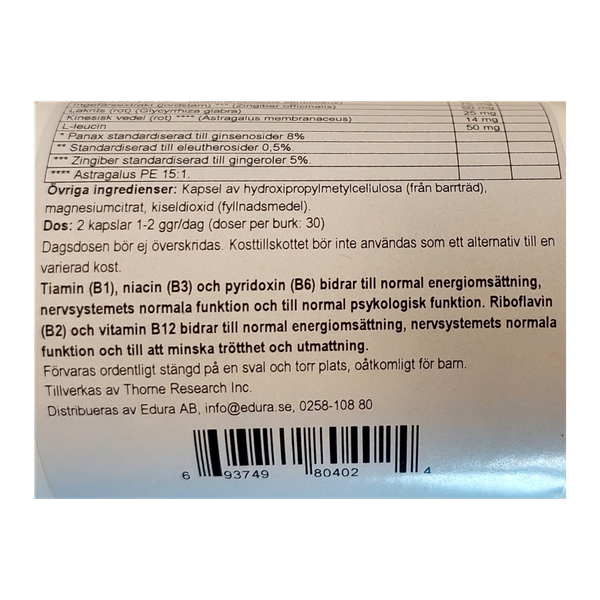 Ingefärsextrakt (jordstam) *** (Zingiber officinalis)
Lakrits (rot) (Glycyrrhiza glabra) 25 mg
Kinesisk vedel (rot) **** (Astragalus membranaceus) 14 mg
L-leucin 50 mg
* Panax standardiserad till ginsenosider 8%
** Standardiserad till eleutherosider 0,5%.
*** Zingiber standardiserad till gingeroler 5%.
**** Astragalus PE 15:1.
Övriga ingredienser: Kapsel av hydroxipropylmetylcellulosa (från barrträd),
magnesiumcitrat, kiseldioxid (fyllnadsmedel).
Dos: 2 kapslar 1-2 ggr/dag (doser per burk: 30)
Dagsdosen bör ej överskridas. Kosttillskottet bör inte användas som ett alternativ till en
varierad kost.
Tiamin (B1), niacin (B3) och pyridoxin (B6) bidrar till normal energiomsättning,
nervsystemets normala funktion och till normal psykologisk funktion. Riboflavin
(B2) och vitamin B12 bidrar till normal energiomsättning, nervsystemets normala
funktion och till att minska trötthet och utmattning.
Förvaras ordentligt stängd på en sval och torr plats, oåtkomligt för barn.
Tillverkas av Thorne Research Inc.
Distribueras av Edura AB, info@edura.se, 0258-108 80
6 93749 80402 4